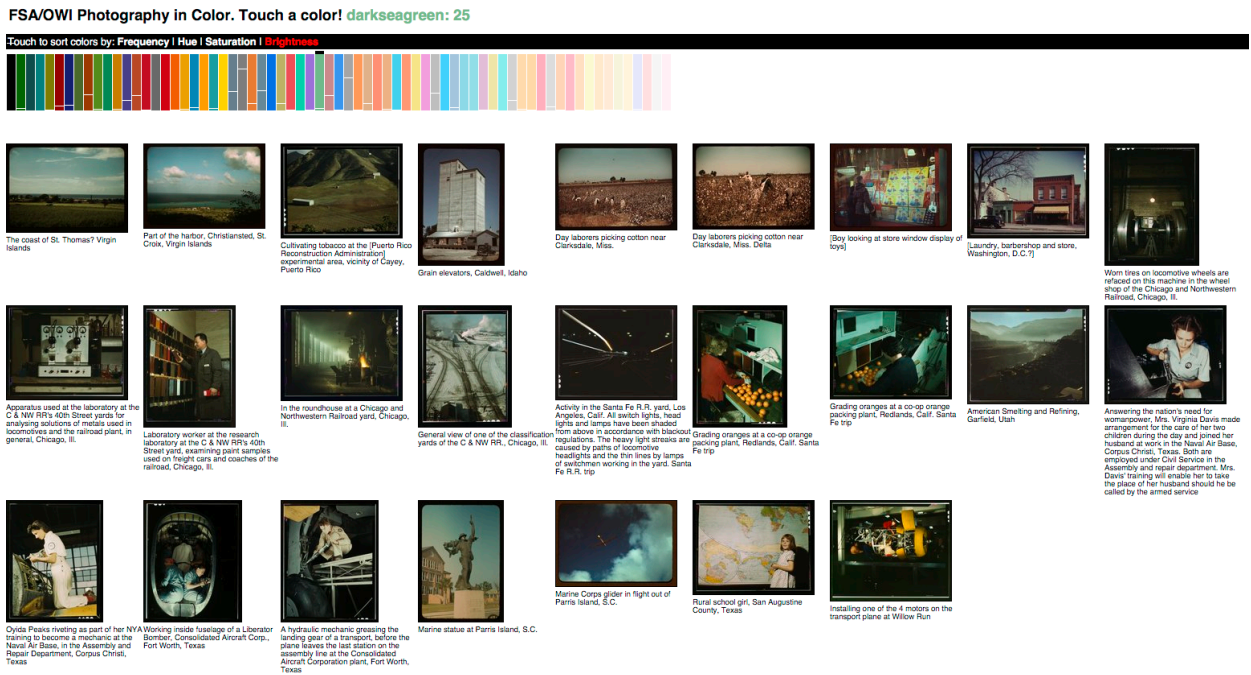 FSA/OWI Photography in Color. Touch a color! darkseagreen: 25
Touch to sort colors by: Frequency | Hue | Saturation | Brightness
The coast of St. Thomas? Virgin
Islands
Part of the harbor, Christiansted, St.
Croix, Virgin Islands
Cultivating tobacco at the [Puerto Rico
Reconstruction Administration]
experimental area, vicinity of Cayey,
Puerto Rico
Grain elevators, Caldwell, Idaho
Day laborers picking cotton near
Clarksdale, Miss.
Day laborers picking cotton near
Clarksdale, Miss. Delta
[Boy looking at store window display of
toys]
[Laundry, barbershop and store,
Washington, D.C.?]
Worn tires on locomotive wheels are
refaced on this machine in the wheel
shop of the Chicago and Northwestern
Railroad, Chicago, Ill.
Apparatus used at the laboratory at the
C & NW RR's 40th Street yards for
analysing solutions of metals used in
locomotives and the railroad plant, in
general, Chicago, Ill.
Laboratory worker at the research
laboratory at the C & NW RR's 40th
Street yard, examining paint samples
used on freight cars and coaches of the
railroad, Chicago, Ill.
In the roundhouse at a Chicago and
Northwestern Railroad yard, Chicago,
Ill.
General view of one of the classification
yards of the C & NW RR, Chicago, Ill.
Activity in the Santa Fe R.R. yard, Los
Angeles, Calif. All switch lights, head
lights and lamps have been shaded
from above in accordance with blackout
regulations. The heavy light streaks are
caused by paths of locomotive
headlights and the thin lines by lamps
of switchmen working in the yard. Santa
Fe R.R. trip
Grading oranges at a co-op orange
packing plant, Redlands, Calif. Santa
Fe trip
Grading oranges at a co-op orange
packing plant, Redlands, Calif. Santa
Fe trip
American Smelting and Refining,
Garfield, Utah
Answering the nation's need for
womanpower, Mrs. Virginia Davis made
arrangement for the care of her two
children during the day and joined her
husband at work in the Naval Air Base,
Corpus Christi, Texas. Both are
employed under Civil Service in the
Assembly and repair department. Mrs.
Davis' training will enable her to take
the place of her husband should he be
called by the armed service
Oyida Peaks riveting as part of her NYA
training to become a mechanic at the
Naval Air Base, in the Assembly and
Repair Department, Corpus Christi,
Texas
Working inside fuselage of a Liberator
Bomber, Consolidated Aircraft Corp.,
Fort Worth, Texas
A hydraulic mechanic greasing the
landing gear of a transport, before the
plane leaves the last station on the
assembly line at the Consolidated
Aircraft Corporation plant, Fort Worth,
Texas
Marine statue at Parris Island, S.C.
Marine Corps glider in flight out of
Parris Island, S.C.
Rural school girl, San Augustine
County, Texas
Installing one of the 4 motors on the
transport plane at Willow Run